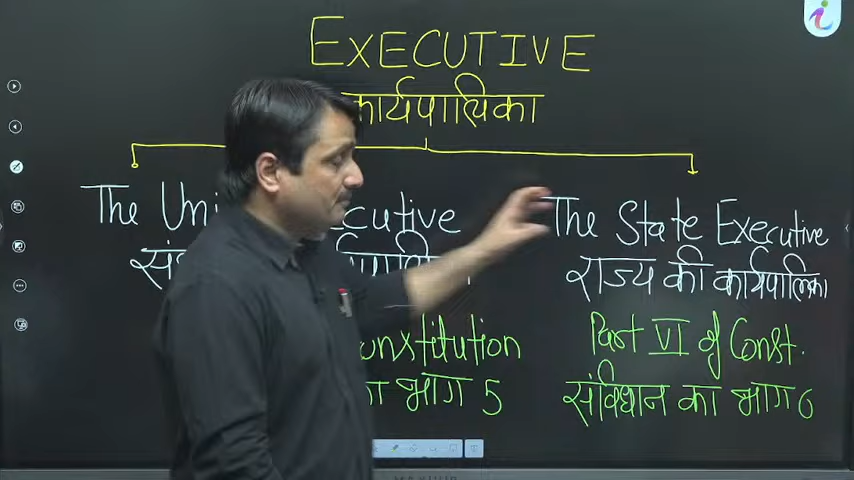 EXECUTIVE
कार्यपालिका
The Uni ecutive
The State Executive
राज्य की कार्यपालिका
onstitution
Part VI of Const.
भाग 5
संविधान का भाग 6